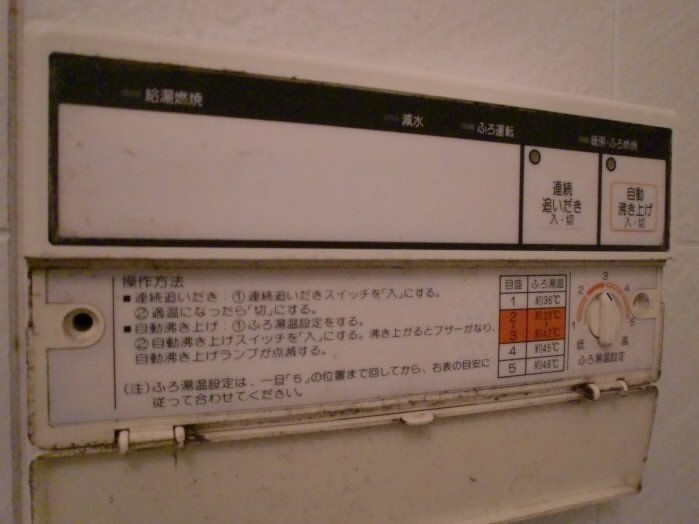 給湯燃焼
減水
ふろ運転
暖房・ふろ燃焼
連続
追いだき
入・切
自動
沸き上げ
入・切
操作方法
■連続追いだき：①連続追いだきスイッチを「入」にする。
②適温になったら「切」にする。
■自動沸き上げ：①ふろ湯温設定をする。
②自動沸き上げスイッチを「入」にする。沸き上がるとブザーがなり、
自動沸き上げランプが点滅する。
(注)ふろ湯温設定は、一旦「5」の位置まで回してから、右表の目安に
従って合わせてください。
目盛 ふろ湯温
1 約36℃
2 約38℃
3 約42℃
4 約45℃
5 約48℃
1 2 3 4 5
低 高
ふろ湯温設定